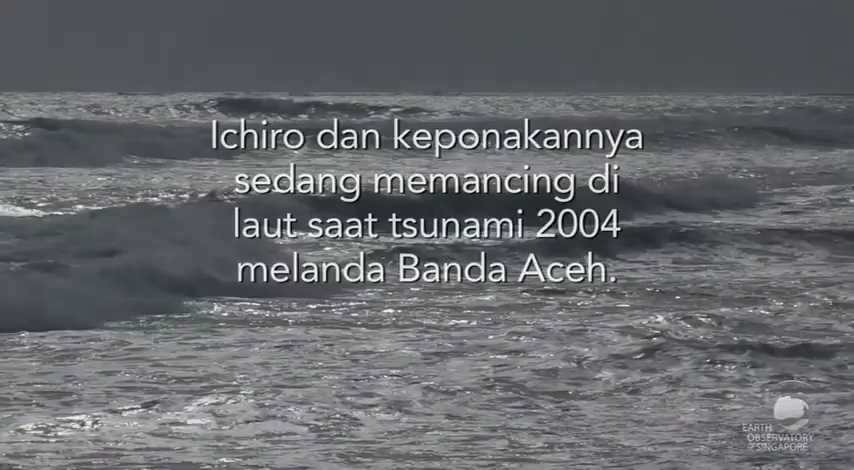 Ichiro dan keponakannya
sedang memancing di
laut saat tsunami 2004
melanda Banda Aceh.
EARTH
OBSERVATORY
OF SINGAPORE